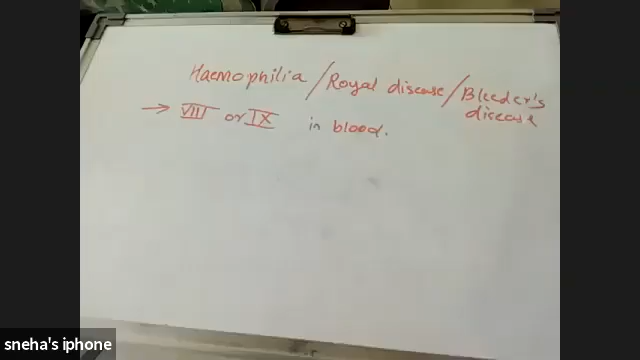 Haemophilia / Royal disease / Bleeder's
disease
→ VIII or IX in blood.
sneha's iphone